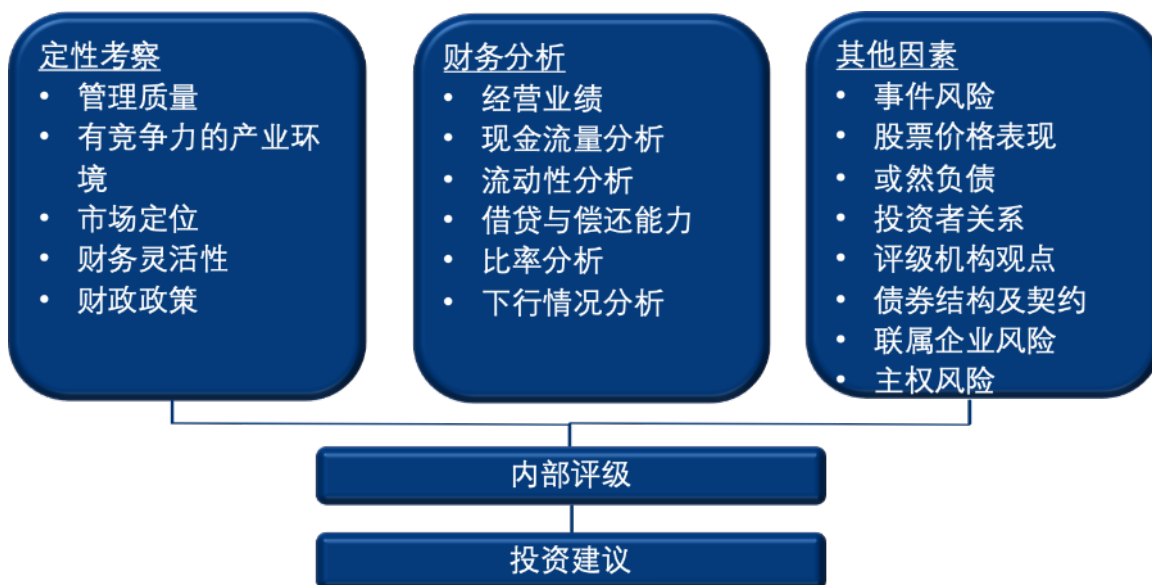 定性考察
• 管理质量
• 有竞争力的产业环
境
• 市场定位
• 财务灵活性
• 财政政策
财务分析
• 经营业绩
• 现金流量分析
• 流动性分析
• 借贷与偿还能力
• 比率分析
• 下行情况分析
其他因素
• 事件风险
• 股票价格表现
• 或然负债
• 投资者关系
• 评级机构观点
• 债券结构及契约
• 联属企业风险
• 主权风险
内部评级
投资建议